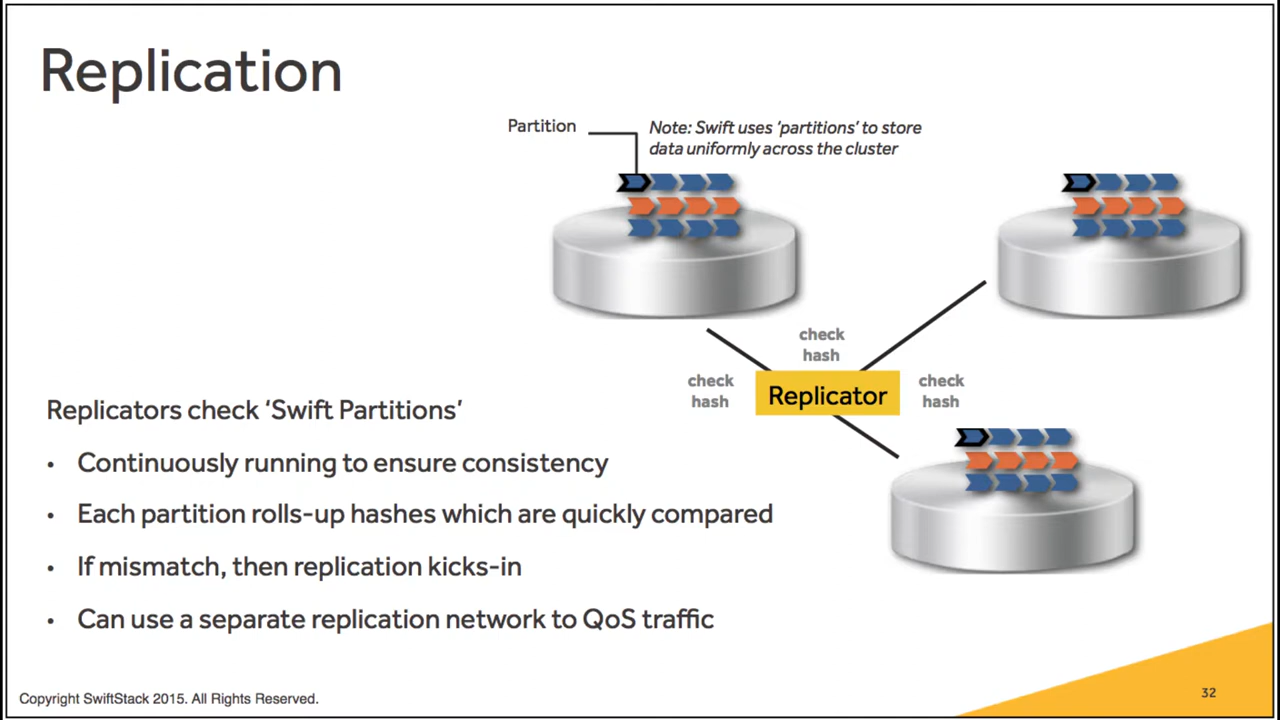 Replication
Partition
Note: Swift uses ‘partitions’ to store
data uniformly across the cluster
check
hash
check
hash
Replicator
check
hash
Replicators check ‘Swift Partitions’
• Continuously running to ensure consistency
• Each partition rolls-up hashes which are quickly compared
• If mismatch, then replication kicks-in
• Can use a separate replication network to QoS traffic
Copyright SwiftStack 2015. All Rights Reserved.
32